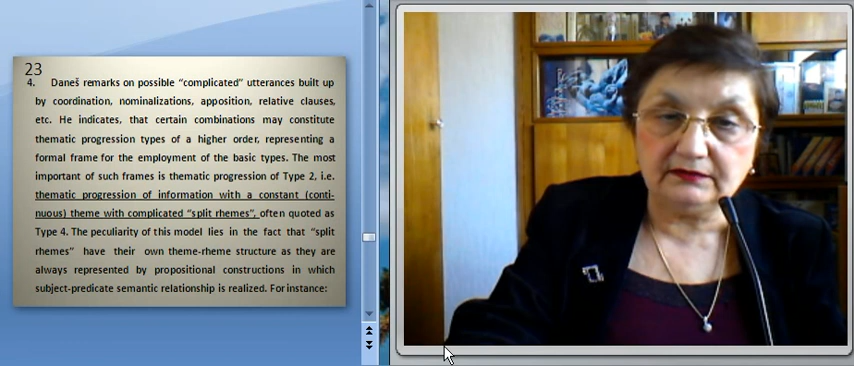 23
4. Daneš remarks on possible “complicated” utterances built up
by coordination, nominalizations, apposition, relative clauses,
etc. He indicates, that certain combinations may constitute
thematic progression types of a higher order, representing a
formal frame for the employment of the basic types. The most
important of such frames is thematic progression of Type 2, i.e.
thematic progression of information with a constant (conti-
nuous) theme with complicated “split rhemes”, often quoted as
Type 4. The peculiarity of this model lies in the fact that “split
rhemes” have their own theme-rheme structure as they are
always represented by propositional constructions in which
subject-predicate semantic relationship is realized. For instance: